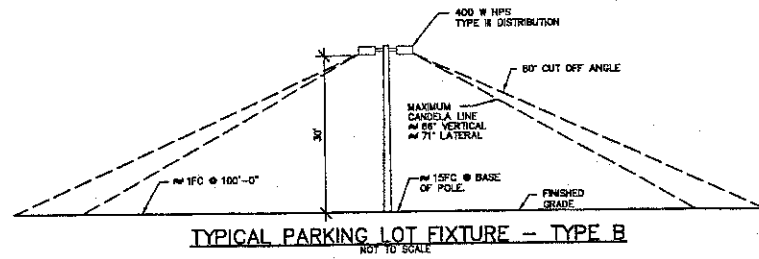 400 W HPS
TYPE III DISTRIBUTION
80° CUT OFF ANGLE
MAXIMUM
CANDELA LINE
≈ 66° VERTICAL
≈ 71° LATERAL
30'
≈ 1FC @ 100'-0"
≈ 15FC @ BASE
OF POLE.
FINISHED
GRADE
TYPICAL PARKING LOT FIXTURE - TYPE B
NOT TO SCALE